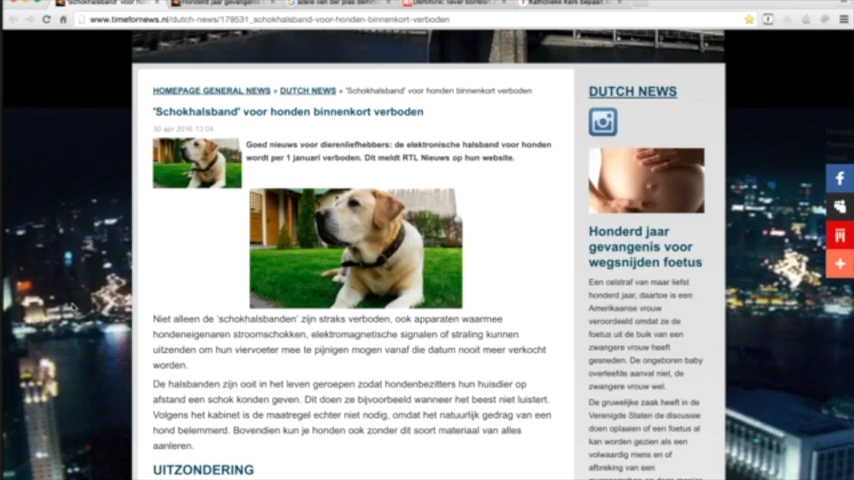 'Schokhalsband' voor hon
Honderd jaar gevangenis
Katholieke Kerk bepaalt
www.timefornews.nl/dutch-news/179531_schokhalsband-voor-honden-binnenkort-verboden
HOMEPAGE GENERAL NEWS » DUTCH NEWS » 'Schokhalsband' voor honden binnenkort verboden
'Schokhalsband' voor honden binnenkort verboden
30 apr 2016 13:04
Goed nieuws voor dierenliefhebbers: de elektronische halsband voor honden
wordt per 1 januari verboden. Dit meldt RTL Nieuws op hun website.
Niet alleen de 'schokhalsbanden' zijn straks verboden, ook apparaten waarmee
hondeneigenaren stroomschokken, elektromagnetische signalen of straling kunnen
uitzenden om hun viervoeter mee te pijnigen mogen vanaf die datum nooit meer verkocht
worden.
De halsbanden zijn ooit in het leven geroepen zodat hondenbezitters hun huisdier op
afstand een schok konden geven. Dit doen ze bijvoorbeeld wanneer het beest niet luistert.
Volgens het kabinet is de maatregel echter niet nodig, omdat het natuurlijk gedrag van een
hond belemmerd. Bovendien kun je honden ook zonder dit soort materiaal van alles
aanleren.
UITZONDERING
DUTCH NEWS
Honderd jaar
gevangenis voor
wegsnijden foetus
Een celstraf van maar liefst
honderd jaar, daartoe is een
Amerikaanse vrouw
veroordeeld omdat ze de
foetus uit de buik van een
zwangere vrouw heeft
gesneden. De ongeboren baby
overleefde aanval niet, de
zwangere vrouw wel.
De gruwelijke zaak heeft in de
Verenigde Staten de discussie
doen oplaaien of een foetus al
kan worden gezien als een
volwaardig mens en of
afbreking van een